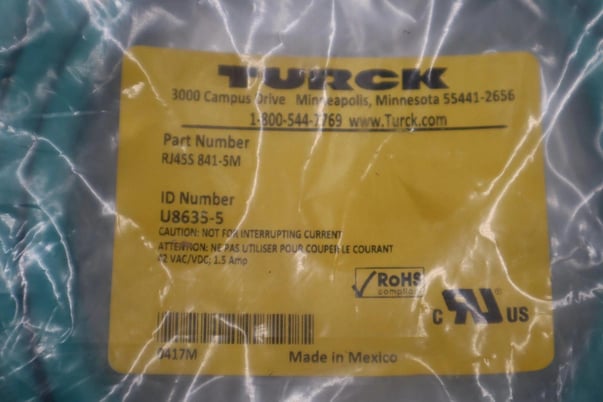 TURCK
3000 Campus Drive Minneapolis, Minnesota 55441-2656
1-800-544-7769 www.Turck.com
Part Number
RJ45S 841-5M
ID Number
U8635-5
CAUTION: NOT FOR INTERRUPTING CURRENT
ATTENTION: NE PAS UTILISER POUR COUPER LE COURANT
42 VAC/VDC; 1.5 Amp
RoHS
compliant
C RU ® US
0417M
Made in Mexico